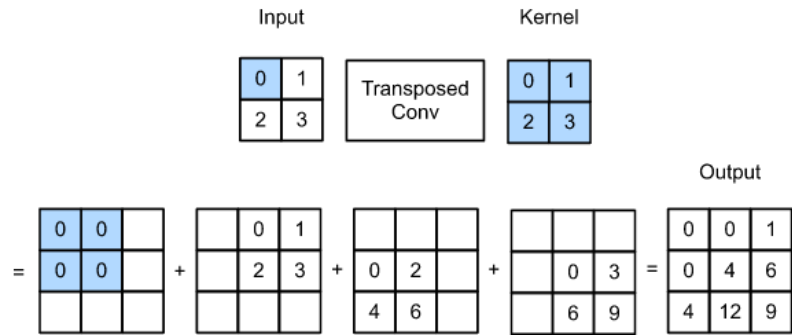 Input Kernel
0 1 Transposed Conv 0 1
2 3 2 3
Output
0 0 0 1 0 0 1
= 0 0 + 2 3 + 0 2 + 0 3 = 0 4 6
4 6 6 9 4 12 9